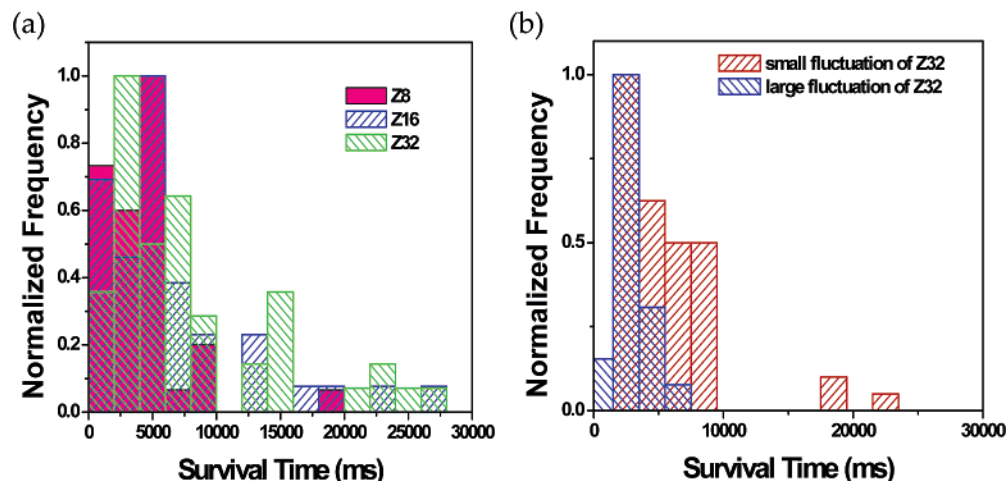 (a)
1.0
0.8
0.6
0.4
0.2
0.0
Normalized Frequency
Z8
Z16
Z32
0
5000
10000
15000
20000
25000
30000
Survival Time (ms)
(b)
1.0
0.5
0.0
Normalized Frequency
small fluctuation of Z32
large fluctuation of Z32
0
10000
20000
30000
Survival Time (ms)